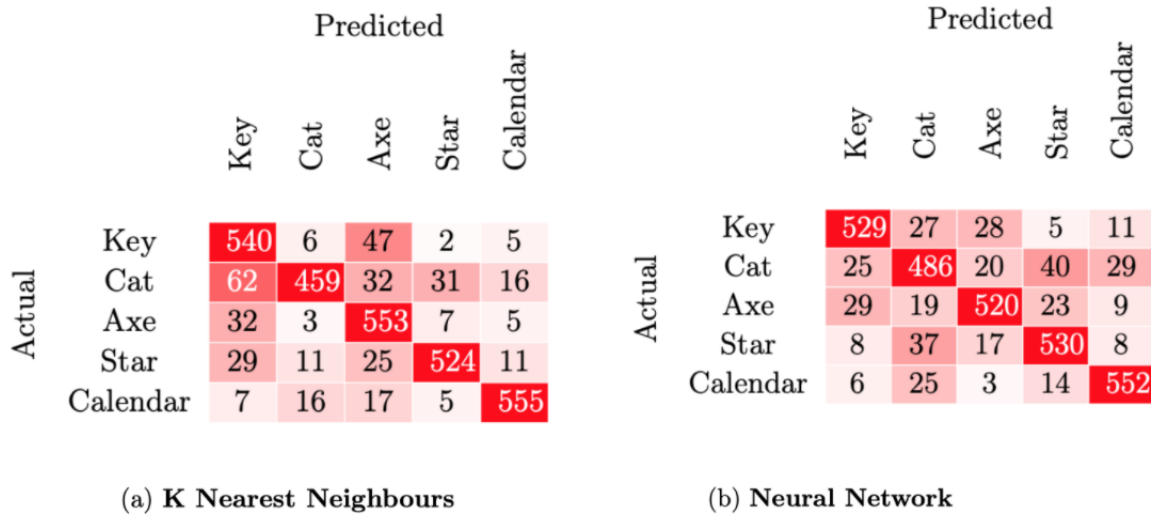 Predicted
Key Cat Axe Star Calendar
Actual
Key 540 6 47 2 5
Cat 62 459 32 31 16
Axe 32 3 553 7 5
Star 29 11 25 524 11
Calendar 7 16 17 5 555
(a) K Nearest Neighbours
Predicted
Key Cat Axe Star Calendar
Actual
Key 529 27 28 5 11
Cat 25 486 20 40 29
Axe 29 19 520 23 9
Star 8 37 17 530 8
Calendar 6 25 3 14 552
(b) Neural Network